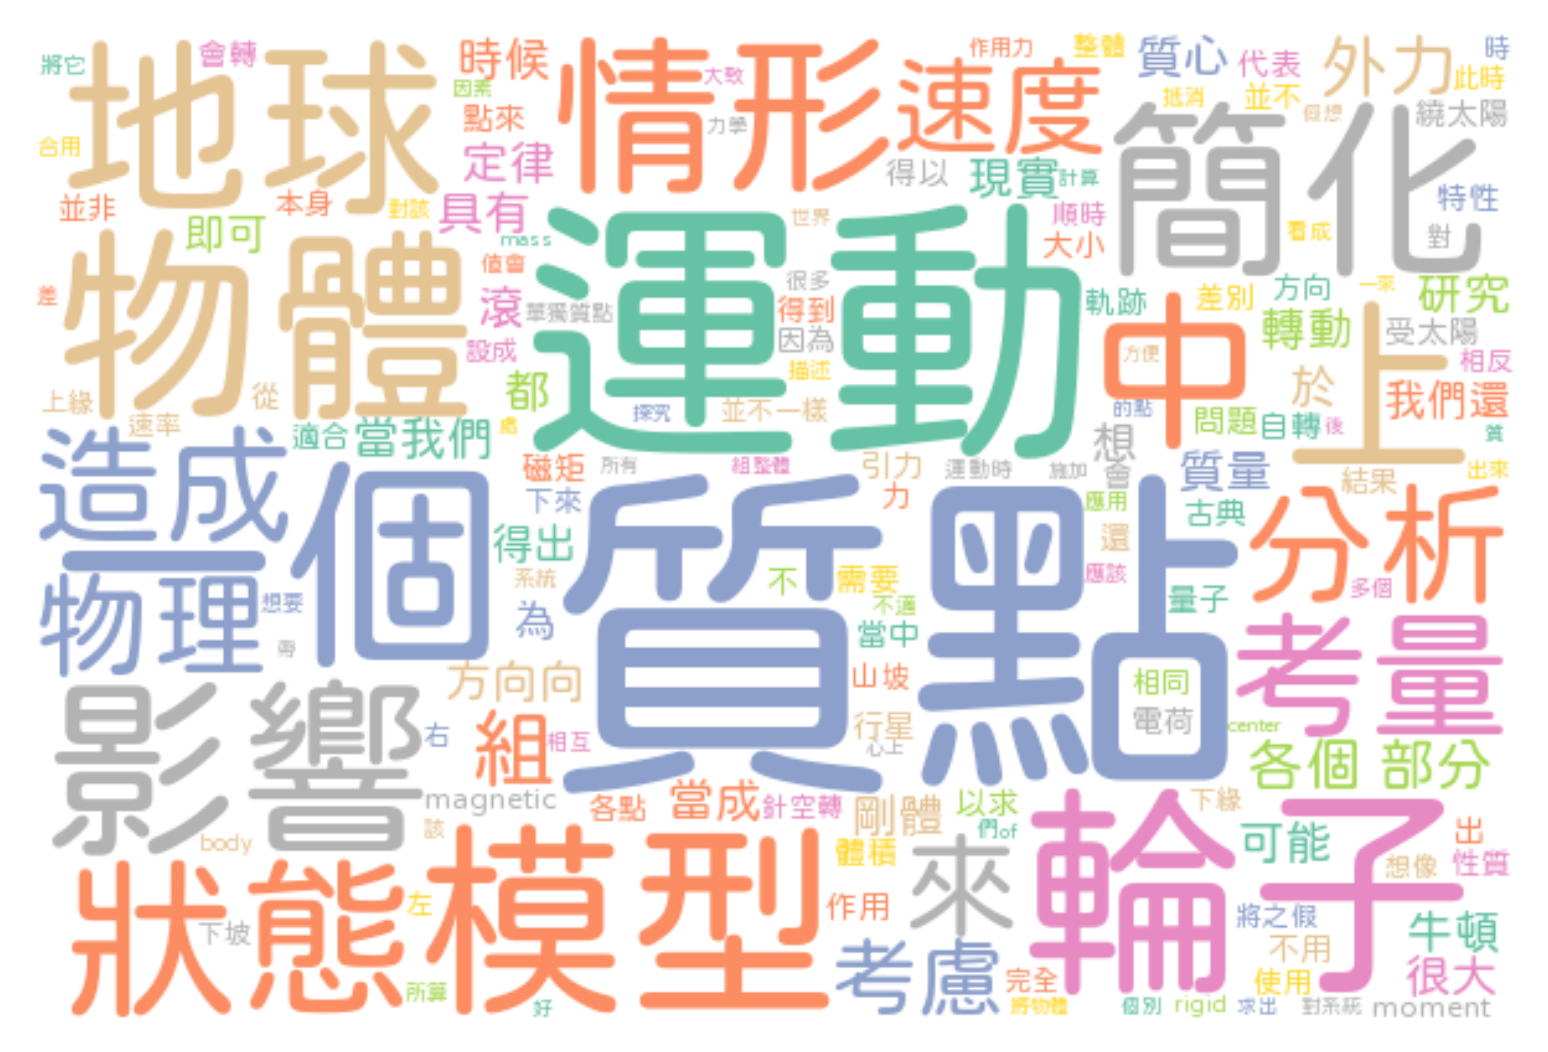 將它
會轉
地球
時候
因素
點來
定律
情形
大致
力學
作用力
速度
整體
質心
代表
抵消
並不
假想
外力
時
此時
繞太陽
簡化
合用
並非
本身
對該
即可
具有
mass
得以
現實
計算
順時
大小
特性
看成
對
物體
值會
差
滾
單獨質點
設成
運動
世界
很多
得到
因為
描述
並不一樣
軌跡
差別
方向
一來
研究
轉動
受太陽
相反
中
方便
上
於
我們還
上緣
從
速率
都
適合
當我們
處
探究
的點
問題
自轉
後
質
造成
磁矩
所有
組整體
引力
運動時
施加
想
會
質量
結果
出來
一
個
下來
得出
系統
力
應用
古典
還
分析
物理
想要
帶
為
質點
不
需要
不適
當中
應該
量子
多個
考量
影響
方向向
右
組
相互
山坡
行星
心上
相同
電荷
center
各個
部分
magnetic
body
該
各點
當成
針空轉
剛體
以求
們of
體積
輪子
下緣
可能
出
想像
性質
狀態
下坡
左
所算
模型
好
作用
來
考慮
完全
將物體
將之假
不用
使用
牛頓
很大
個別
rigid
求出
對系統
moment